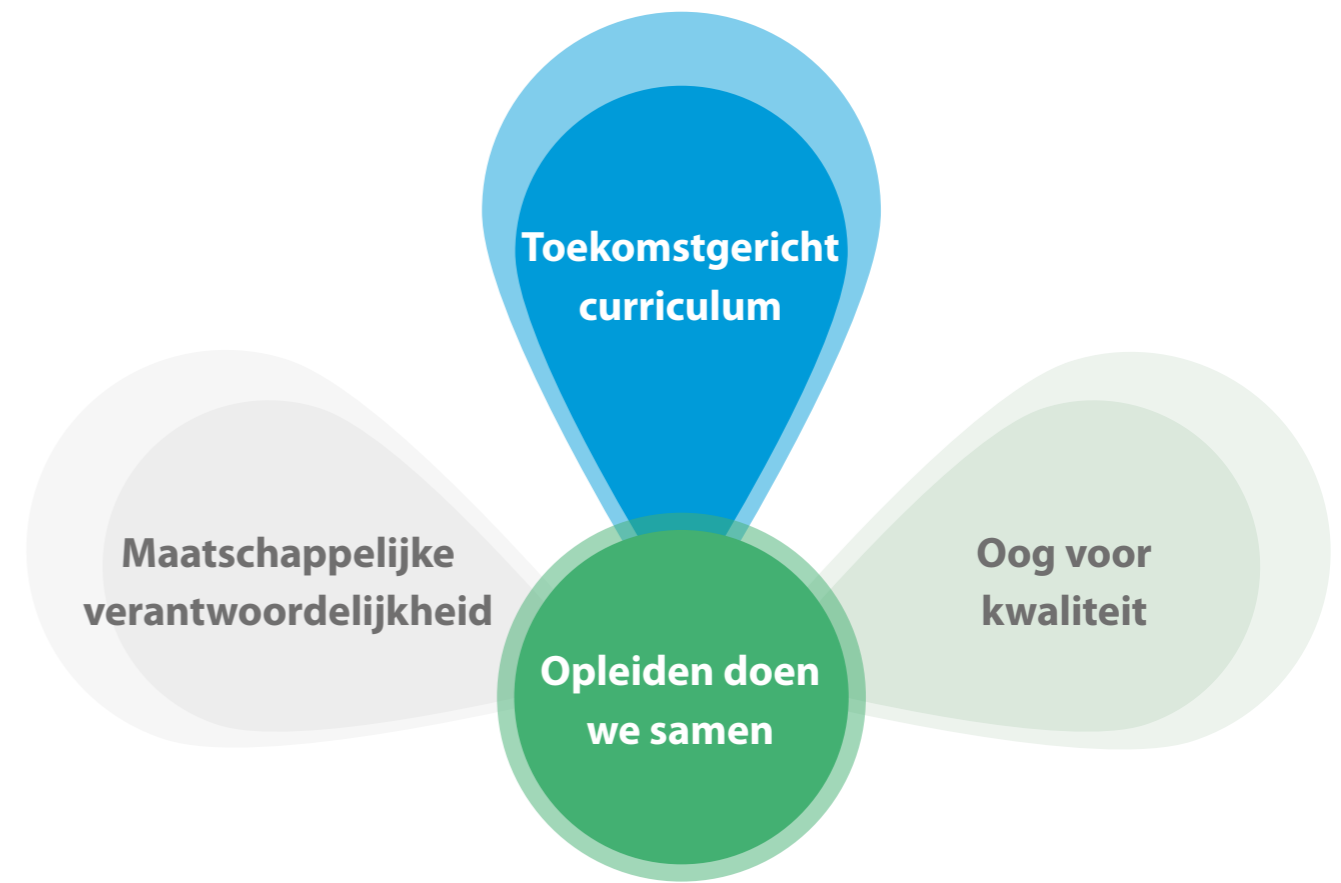 Toekomstgericht
curriculum
Maatschappelijke
verantwoordelijkheid
Oog voor
kwaliteit
Opleiden doen
we samen